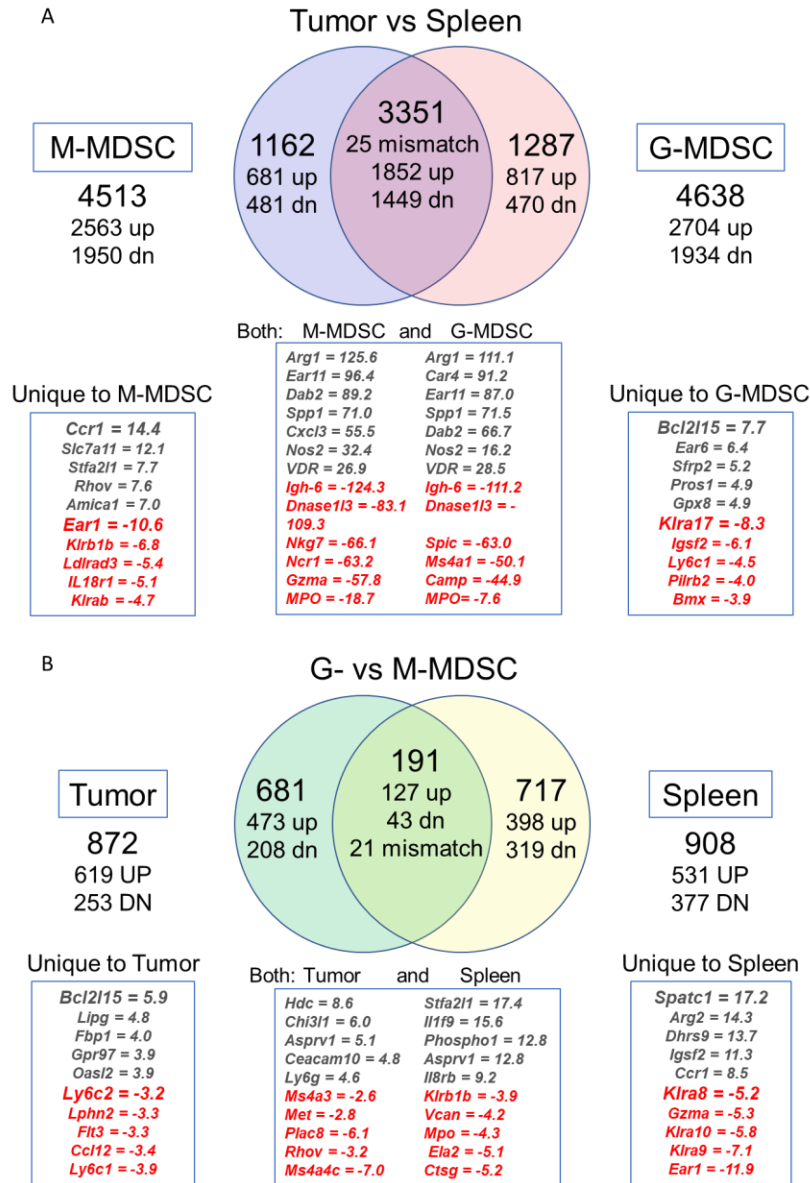 A
Tumor vs Spleen
M-MDSC
4513
2563 up
1950 dn
1162
681 up
481 dn
3351
25 mismatch
1852 up
1449 dn
1287
817 up
470 dn
G-MDSC
4638
2704 up
1934 dn
Unique to M-MDSC
Ccr1 = 14.4
Slc7a11 = 12.1
Stfa2l1 = 7.7
Rhov = 7.6
Amica1 = 7.0
Ear1 = -10.6
Klrb1b = -6.8
Ldlrad3 = -5.4
IL18r1 = -5.1
Klrab = -4.7
Both: M-MDSC and G-MDSC
Arg1 = 125.6 Arg1 = 111.1
Ear11 = 96.4 Car4 = 91.2
Dab2 = 89.2 Ear11 = 87.0
Spp1 = 71.0 Spp1 = 71.5
Cxcl3 = 55.5 Dab2 = 66.7
Nos2 = 32.4 Nos2 = 16.2
VDR = 26.9 VDR = 28.5
Igh-6 = -124.3 Igh-6 = -111.2
Dnase1l3 = -83.1 Dnase1l3 = -
109.3
Nkg7 = -66.1 Spic = -63.0
Ncr1 = -63.2 Ms4a1 = -50.1
Gzma = -57.8 Camp = -44.9
MPO = -18.7 MPO= -7.6
Unique to G-MDSC
Bcl2l15 = 7.7
Ear6 = 6.4
Sfrp2 = 5.2
Pros1 = 4.9
Gpx8 = 4.9
Klra17 = -8.3
Igsf2 = -6.1
Ly6c1 = -4.5
Pilrb2 = -4.0
Bmx = -3.9
B
G- vs M-MDSC
Tumor
872
619 UP
253 DN
681
473 up
208 dn
191
127 up
43 dn
21 mismatch
717
398 up
319 dn
Spleen
908
531 UP
377 DN
Unique to Tumor
Bcl2l15 = 5.9
Lipg = 4.8
Fbp1 = 4.0
Gpr97 = 3.9
Oasl2 = 3.9
Ly6c2 = -3.2
Lphn2 = -3.3
Flt3 = -3.3
Ccl12 = -3.4
Ly6c1 = -3.9
Both: Tumor and Spleen
Hdc = 8.6 Stfa2l1 = 17.4
Chi3l1 = 6.0 Il1f9 = 15.6
Asprv1 = 5.1 Phospho1 = 12.8
Ceacam10 = 4.8 Asprv1 = 12.8
Ly6g = 4.6 Il8rb = 9.2
Ms4a3 = -2.6 Klrb1b = -3.9
Met = -2.8 Vcan = -4.2
Plac8 = -6.1 Mpo = -4.3
Rhov = -3.2 Ela2 = -5.1
Ms4a4c = -7.0 Ctsg = -5.2
Unique to Spleen
Spatc1 = 17.2
Arg2 = 14.3
Dhrs9 = 13.7
Igsf2 = 11.3
Ccr1 = 8.5
Klra8 = -5.2
Gzma = -5.3
Klra10 = -5.8
Klra9 = -7.1
Ear1 = -11.9